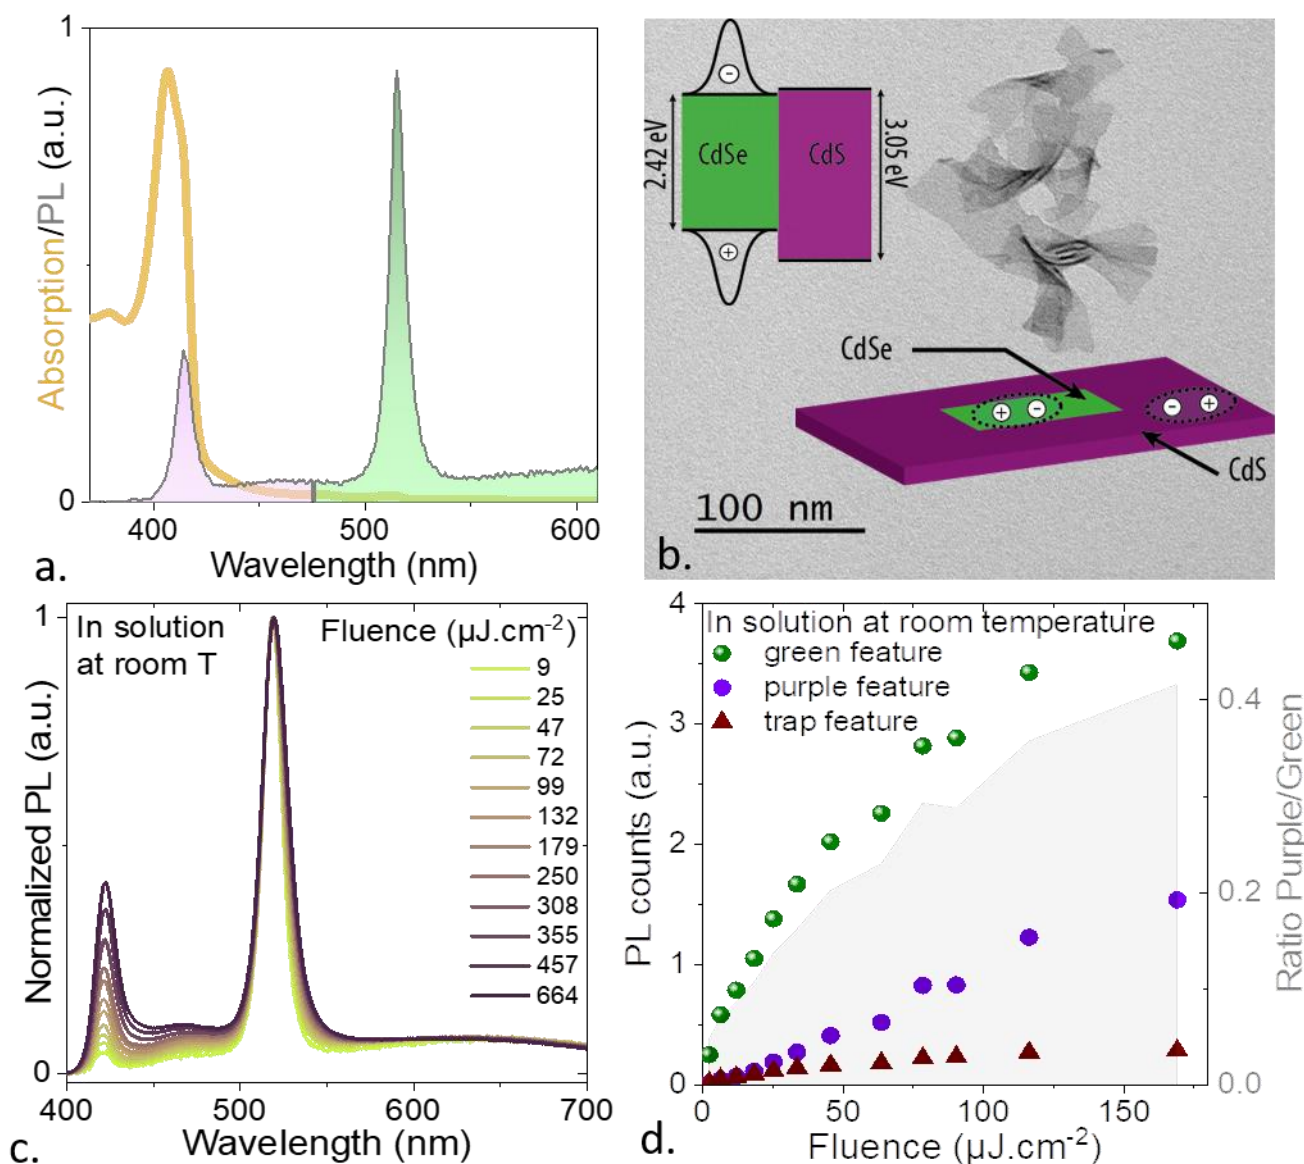 1
Absorption/PL (a.u.)
0
400
500
600
Wavelength (nm)
a.
2.42 eV
CdSe
CdS
3.05 eV
-
+
CdSe
+ -
- +
CdS
100 nm
b.
1
In solution
at room T
Fluence (µJ.cm-2)
9
25
47
72
99
132
179
250
308
355
457
664
Normalized PL (a.u.)
0
400
500
600
700
Wavelength (nm)
c.
4
In solution at room temperature
green feature
purple feature
trap feature
3
2
1
0
PL counts (a.u.)
0.4
0.2
0.0
Ratio Purple/Green
0
50
100
150
Fluence (µJ.cm-2)
d.